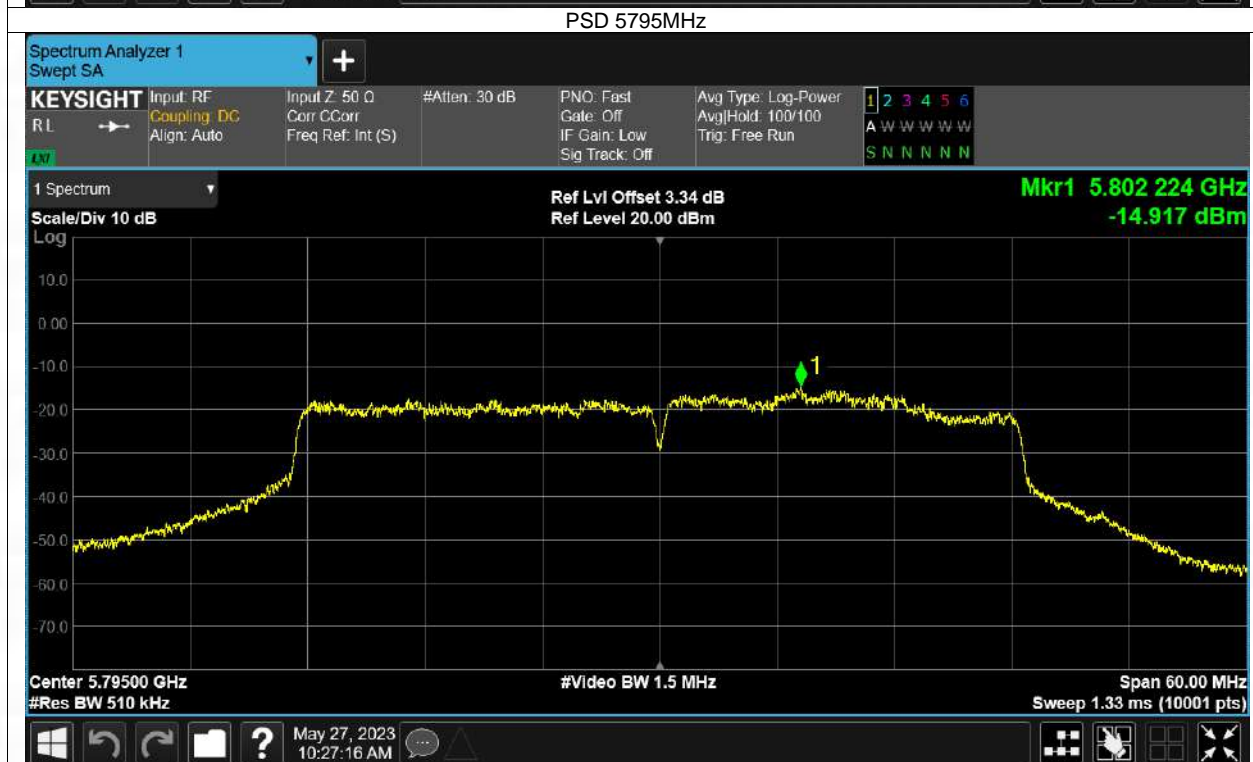 PSD 5795MHz
Spectrum Analyzer 1
Swept SA
+
KEYSIGHT
RL
LXI
Input: RF
Coupling: DC
Align: Auto
Input Z: 50 Ω
Corr CCorr
Freq Ref: Int (S)
#Atten: 30 dB
PNO: Fast
Gate: Off
IF Gain: Low
Sig Track: Off
Avg Type: Log-Power
Avg|Hold: 100/100
Trig: Free Run
1 2 3 4 5 6
A W W W W W
S N N N N N
1 Spectrum
Scale/Div 10 dB
Log
Ref Lvl Offset 3.34 dB
Ref Level 20.00 dBm
Mkr1 5.802 224 GHz
-14.917 dBm
10.0
0.00
-10.0
-20.0
-30.0
-40.0
-50.0
-60.0
-70.0
1
Center 5.79500 GHz
#Res BW 510 kHz
#Video BW 1.5 MHz
Span 60.00 MHz
Sweep 1.33 ms (10001 pts)
?
May 27, 2023
10:27:16 AM